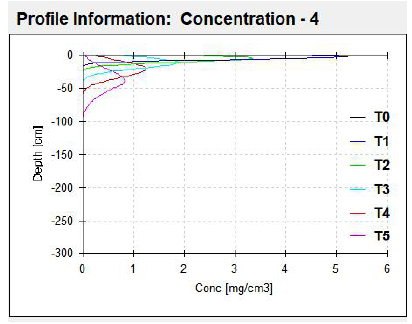 Profile Information: Concentration - 4
0
-50
-100
-150
-200
-250
-300
Depth [cm]
0 1 2 3 4 5 6
Conc [mg/cm3]
T0
T1
T2
T3
T4
T5